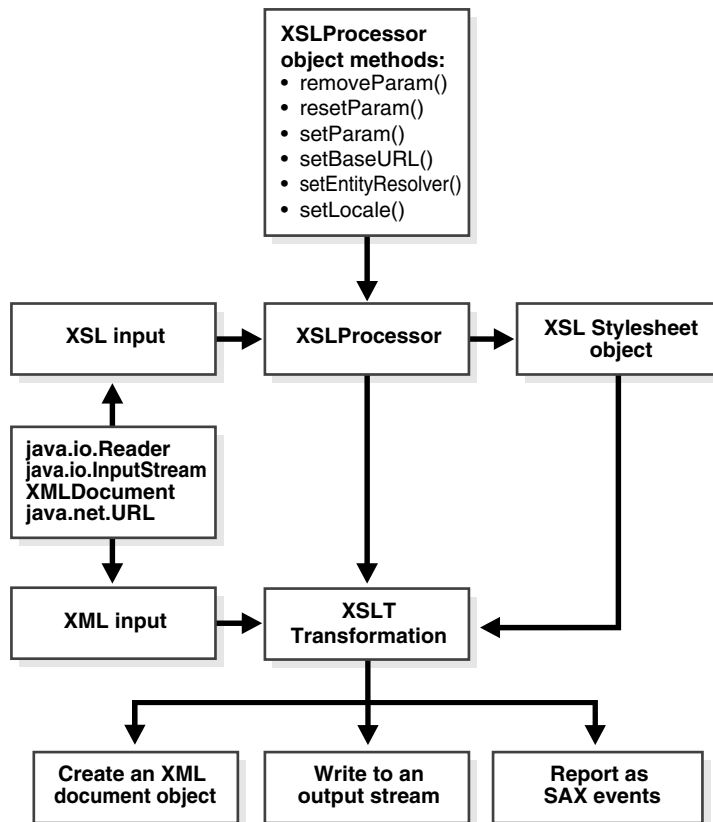 XSLProcessor
object methods:
• removeParam()
• resetParam()
• setParam()
• setBaseURL()
• setEntityResolver()
• setLocale()
XSL input
XSLProcessor
XSL Stylesheet
object
java.io.Reader
java.io.InputStream
XMLDocument
java.net.URL
XML input
XSLT
Transformation
Create an XML
document object
Write to an
output stream
Report as
SAX events